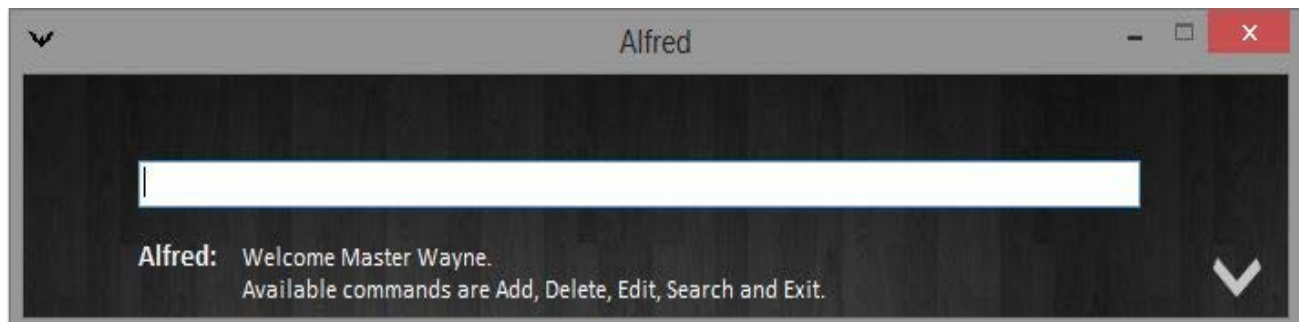 Alfred
Alfred: Welcome Master Wayne.
Available commands are Add, Delete, Edit, Search and Exit.